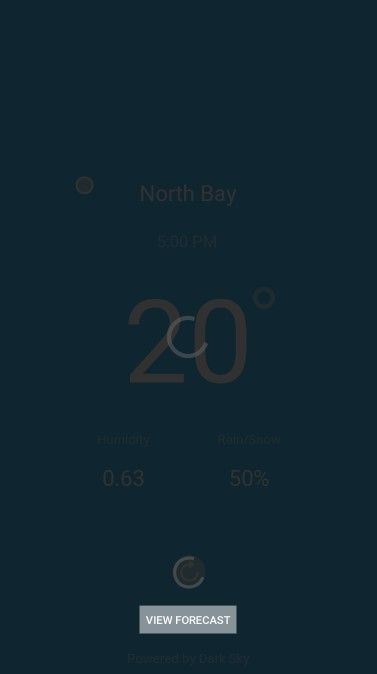 North Bay
5:00 PM
20°
Humidity Rain/Snow
0.63 50%
VIEW FORECAST
Powered by Dark Sky